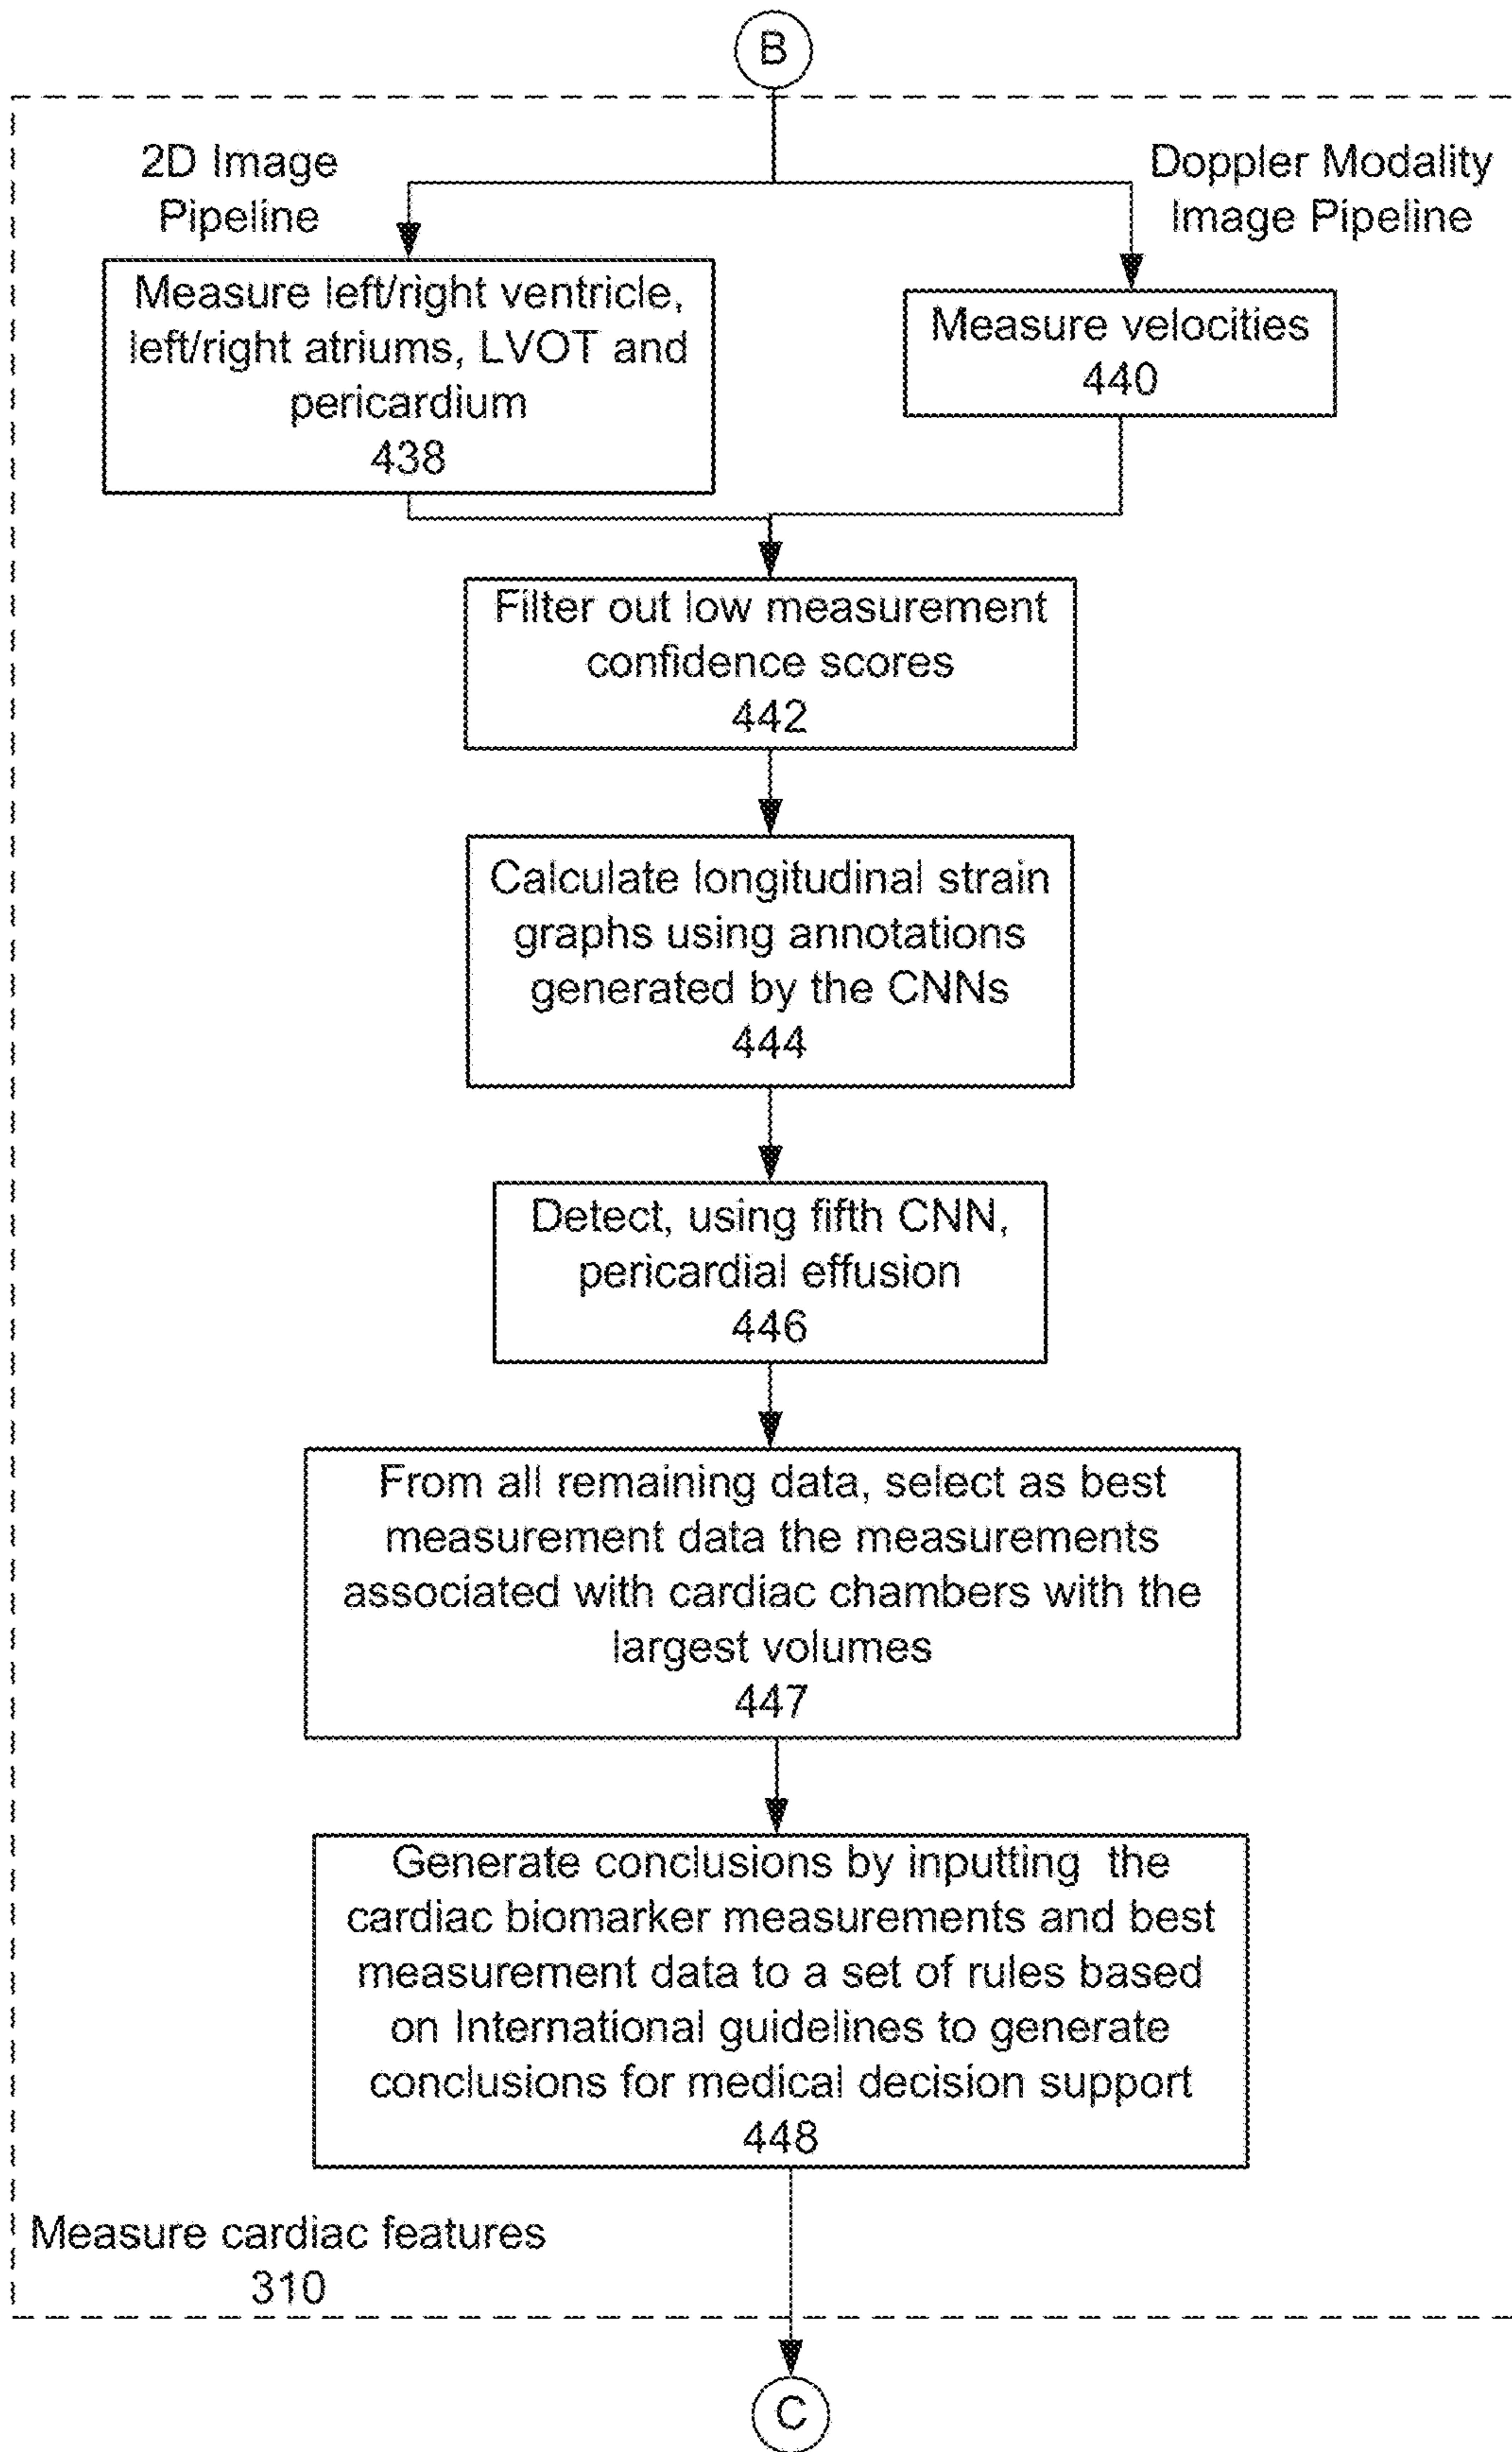 B
2D Image
Pipeline
Doppler Modality
Image Pipeline
Measure left/right ventricle,
left/right atriums, LVOT and
pericardium
438
Measure velocities
440
Filter out low measurement
confidence scores
442
Calculate longitudinal strain
graphs using annotations
generated by the CNNs
444
Detect, using fifth CNN,
pericardial effusion
446
From all remaining data, select as best
measurement data the measurements
associated with cardiac chambers with the
largest volumes
447
Generate conclusions by inputting the
cardiac biomarker measurements and best
measurement data to a set of rules based
on International guidelines to generate
conclusions for medical decision support
448
Measure cardiac features
310
C